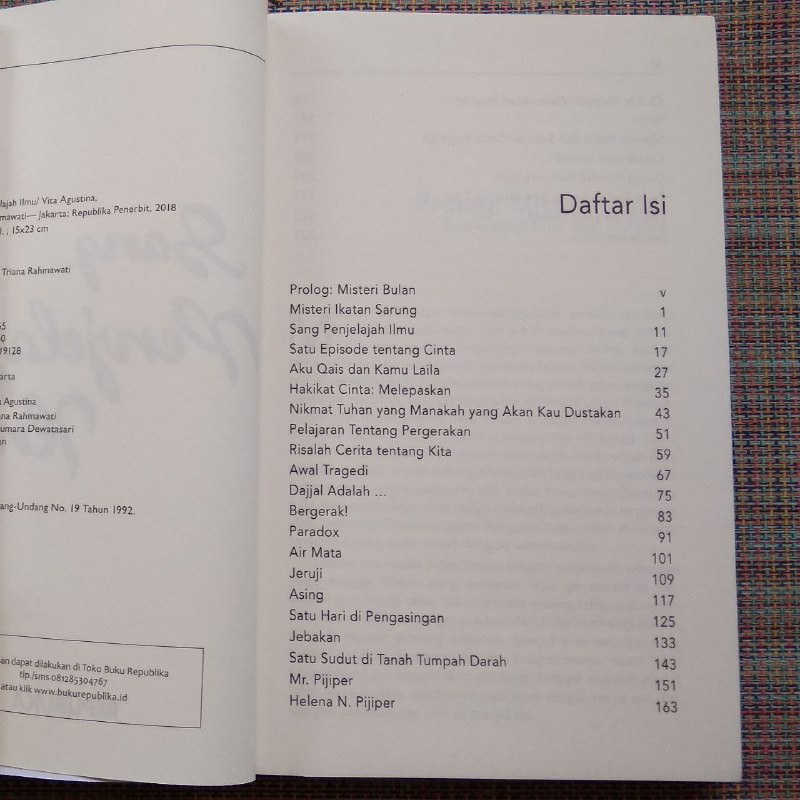 lajah Ilmu/ Vita Agustina,
mawati— Jakarta: Republika Penerbit, 2018
l. , 15x23 cm
Triana Rahmawati
65
0
9128
arta
Agustina
na Rahmawati
umara Dewatasari
an
ang-Undang No. 19 Tahun 1992.
an dapat dilakukan di Toko Buku Republika
tlp./sms 081285304767
atau klik www.bukurepublika.id
Daftar Isi
Prolog: Misteri Bulan v
Misteri Ikatan Sarung 1
Sang Penjelajah Ilmu 11
Satu Episode tentang Cinta 17
Aku Qais dan Kamu Laila 27
Hakikat Cinta: Melepaskan 35
Nikmat Tuhan yang Manakah yang Akan Kau Dustakan 43
Pelajaran Tentang Pergerakan 51
Risalah Cerita tentang Kita 59
Awal Tragedi 67
Dajjal Adalah ... 75
Bergerak! 83
Paradox 91
Air Mata 101
Jeruji 109
Asing 117
Satu Hari di Pengasingan 125
Jebakan 133
Satu Sudut di Tanah Tumpah Darah 143
Mr. Pijiper 151
Helena N. Pijiper 163